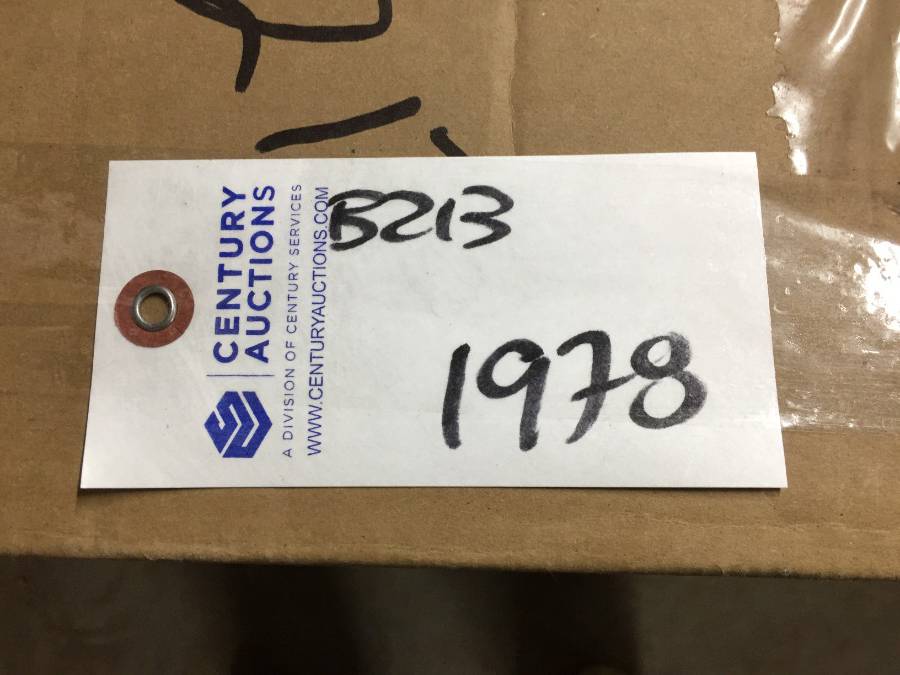 CENTURY
AUCTIONS
A DIVISION OF CENTURY SERVICES
WWW.CENTURYAUCTIONS.COM
B213
1978